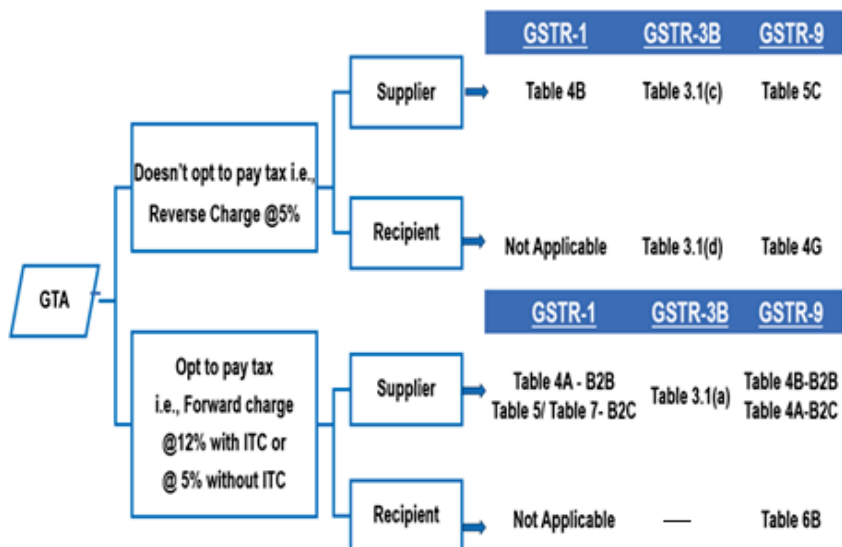 GSTR-1 GSTR-3B GSTR-9
Supplier
Table 4B Table 3.1(c) Table 5C
Doesn't opt to pay tax i.e.,
Reverse Charge @5%
Recipient
Not Applicable Table 3.1(d) Table 4G
GTA
GSTR-1 GSTR-3B GSTR-9
Opt to pay tax
i.e., Forward charge
@12% with ITC or
@ 5% without ITC
Supplier
Table 4A - B2B
Table 5/ Table 7- B2C
Table 3.1(a)
Table 4B-B2B
Table 4A-B2C
Recipient
Not Applicable — Table 6B